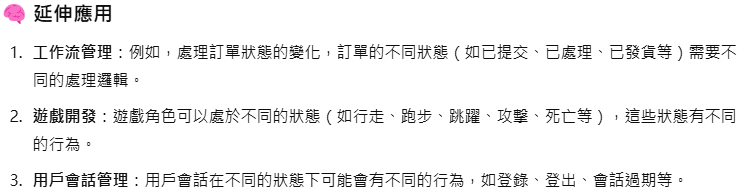 延伸應用
1. 工作流管理：例如，處理訂單狀態的變化，訂單的不同狀態（如已提交、已處理、已發貨等）需要不
同的處理邏輯。
2. 遊戲開發：遊戲角色可以處於不同的狀態（如行走、跑步、跳躍、攻擊、死亡等），這些狀態有不同
的行為。
3. 用戶會話管理：用戶會話在不同的狀態下可能會有不同的行為，如登錄、登出、會話過期等。